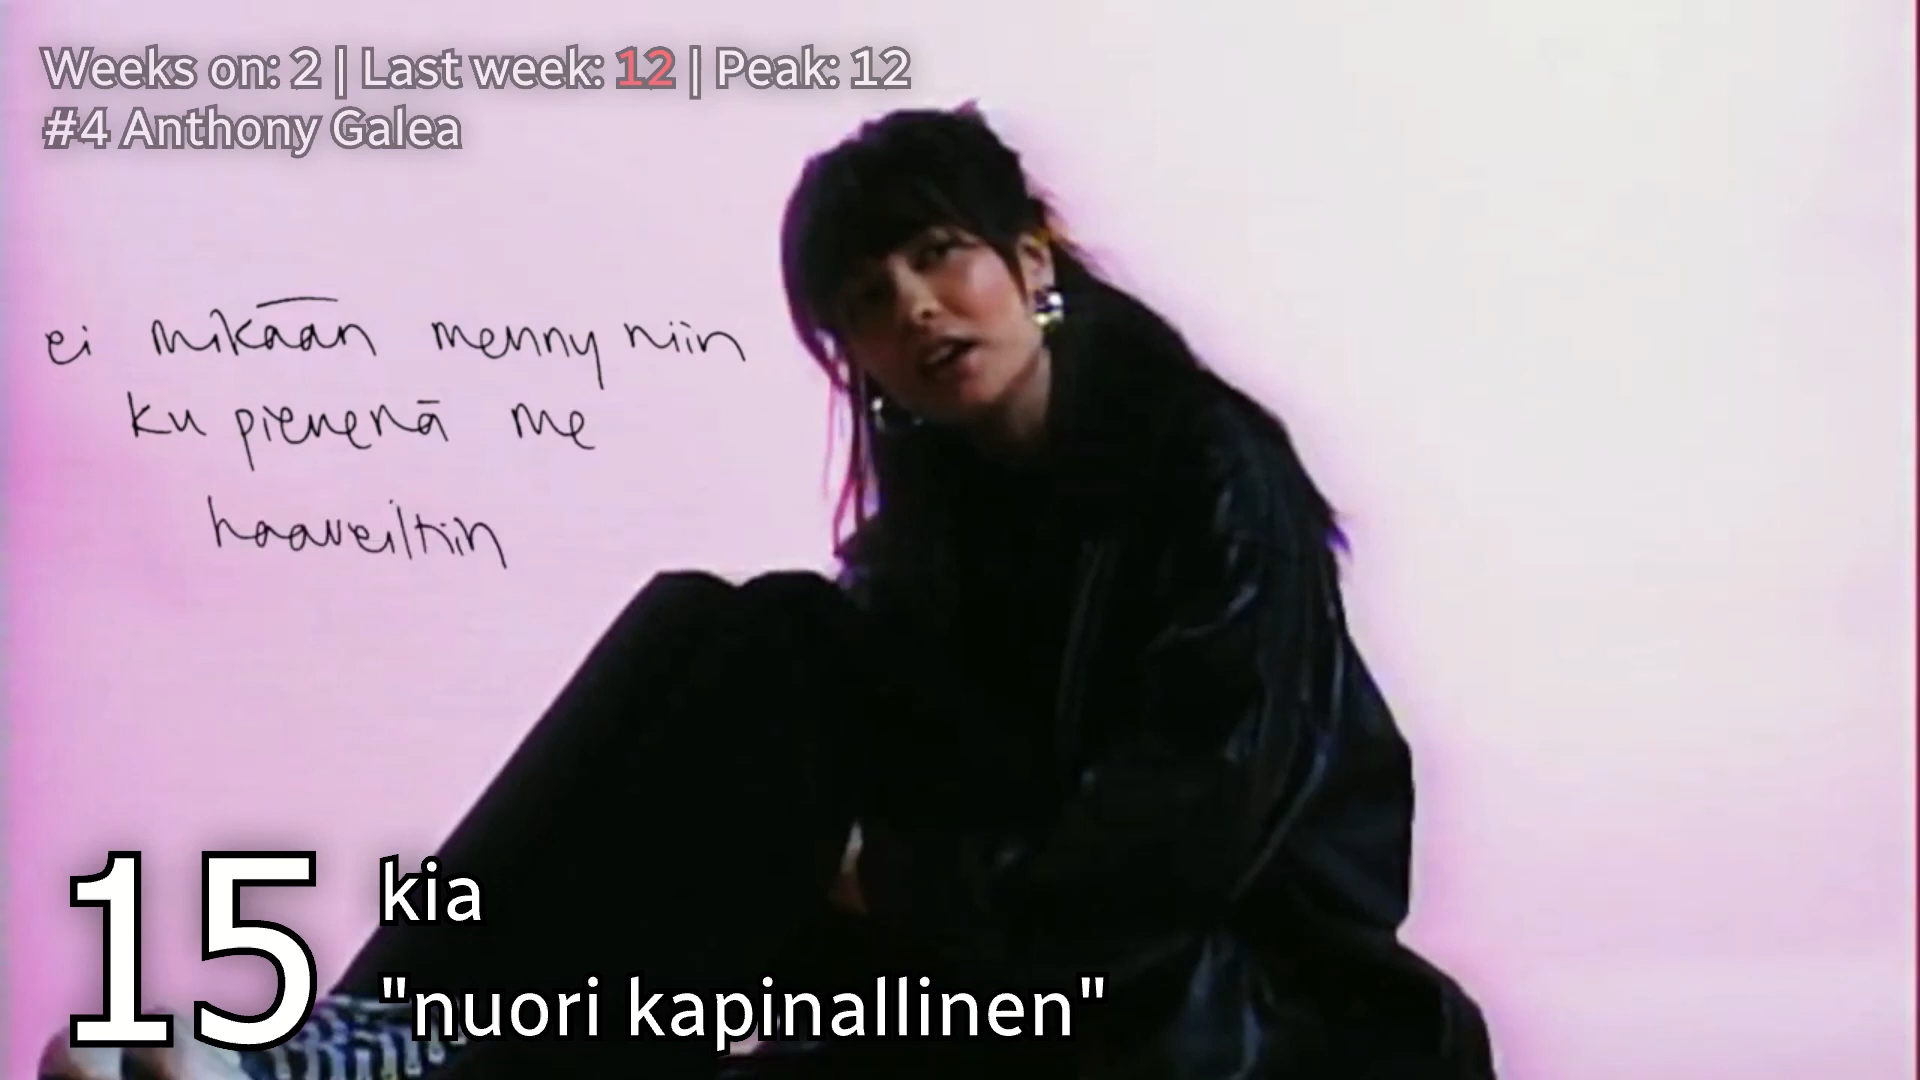 Weeks on: 2 | Last week: 12 | Peak: 12
#4 Anthony Galea
ei mikään menny niin
ku pienenä me
haaveiltiin
15
kia
"nuori kapinallinen"